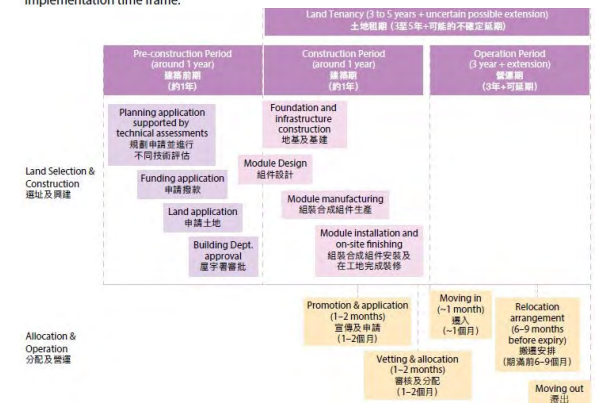 implementation time frame.
Land Tenancy (3 to 5 years + uncertain possible extension)
土地租期（3至5年+可能的不確定延期）
Pre-construction Period
(around 1 year)
建築前期
(約1年)
Construction Period
(around 1 year)
建築期
(約1年)
Operation Period
(3 year + extension)
營運期
(3年+可延期)
Land Selection &
Construction
選址及興建
Planning application
supported by
technical assessments
規劃申請並進行
不同技術評估
Funding application
申請撥款
Land application
申請土地
Building Dept.
approval
屋宇署審批
Foundation and
infrastructure
construction
地基及基建
Module Design
組件設計
Module manufacturing
組裝合成組件生產
Module installation and
on-site finishing
組裝合成組件安裝及
在工地完成裝修
Allocation &
Operation
分配及營運
Promotion & application
(1–2 months)
宣傳及申請
(1–2個月)
Vetting & allocation
(1–2 months)
審核及分配
(1–2個月)
Moving in
(~1 month)
遷入
(~1個月)
Relocation
arrangement
(6–9 months
before expiry)
搬遷安排
(期滿前6–9個月)
Moving out
遷出